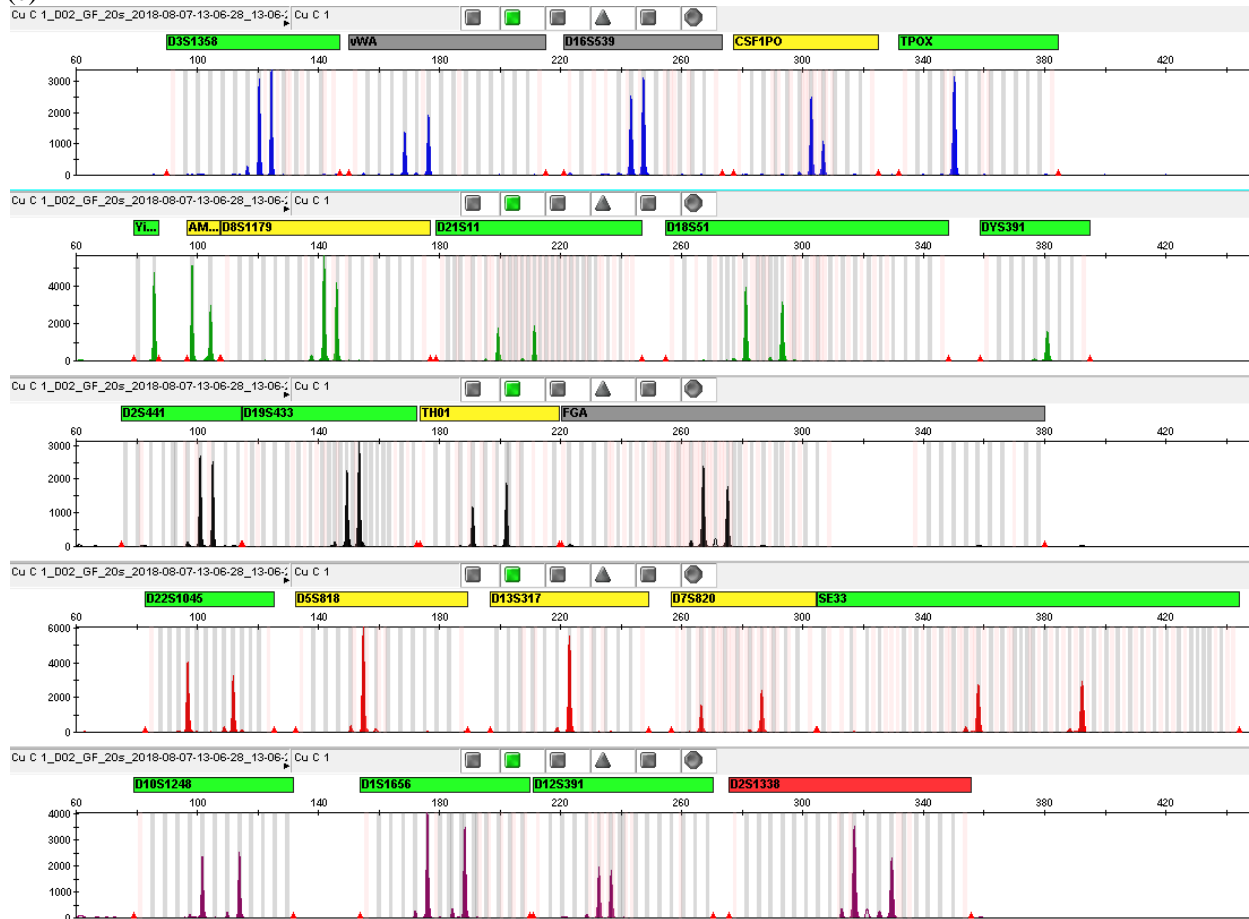 Cu C 1_D02_GF_20s_2018-08-07-13-06-28_13-06-2 Cu C 1
D3S1358 vWA D16S539 CSF1PO TPOX
60 100 140 180 220 260 300 340 380 420
3000
2000
1000
0
Cu C 1_D02_GF_20s_2018-08-07-13-06-28_13-06-2 Cu C 1
Yi... AM... D8S1179 D21S11 D18S51 DYS391
60 100 140 180 220 260 300 340 380 420
4000
2000
0
Cu C 1_D02_GF_20s_2018-08-07-13-06-28_13-06-2 Cu C 1
D2S441 D19S433 TH01 FGA
60 100 140 180 220 260 300 340 380 420
3000
2000
1000
0
Cu C 1_D02_GF_20s_2018-08-07-13-06-28_13-06-2 Cu C 1
D22S1045 D5S818 D13S317 D7S820 SE33
60 100 140 180 220 260 300 340 380 420
6000
4000
2000
0
Cu C 1_D02_GF_20s_2018-08-07-13-06-28_13-06-2 Cu C 1
D10S1248 D1S1656 D12S391 D2S1338
60 100 140 180 220 260 300 340 380 420
4000
3000
2000
1000
0